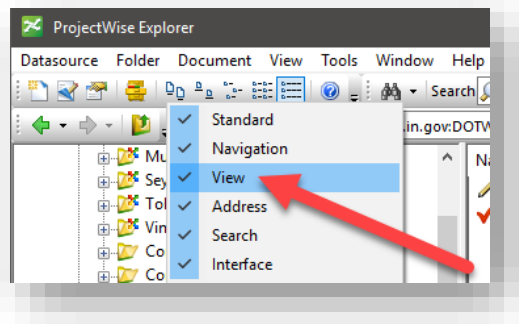 ProjectWise Explorer
Datasource Folder Document View Tools Window Help
Search
Standard
.in.gov:DOTW
Mu
Navigation
Na
Sey
View
Tol
Address
Vin
Search
Co
Interface
Co